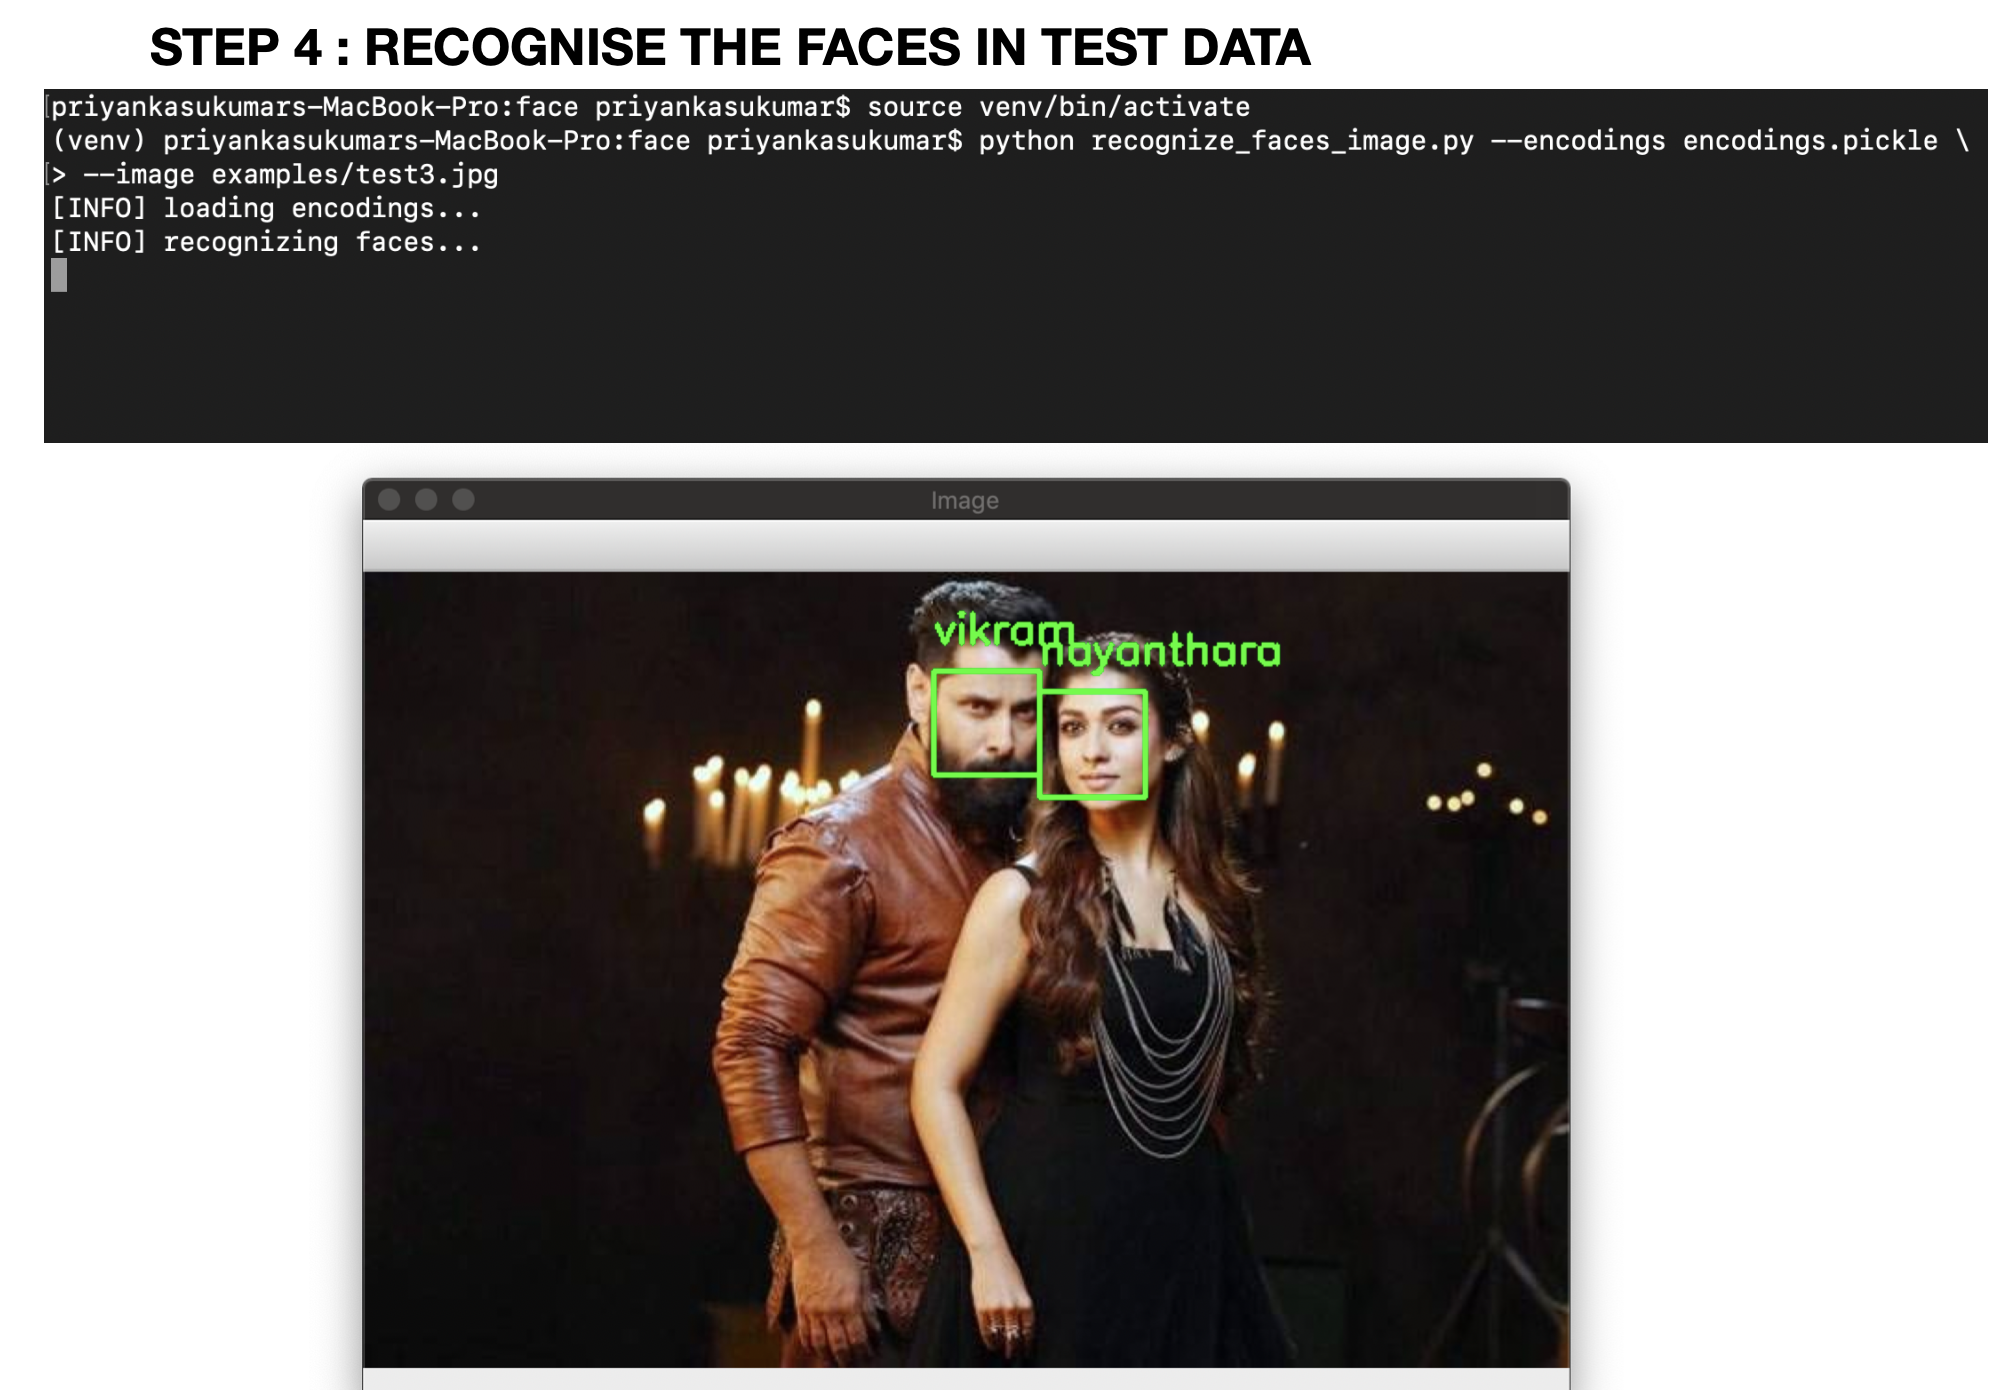 STEP 4 : RECOGNISE THE FACES IN TEST DATA
[priyankasukumars-MacBook-Pro:face priyankasukumar$ source venv/bin/activate
(venv) priyankasukumars-MacBook-Pro:face priyankasukumar$ python recognize_faces_image.py --encodings encodings.pickle \
[> --image examples/test3.jpg
[INFO] loading encodings...
[INFO] recognizing faces...
Image
vikram
nayanthara